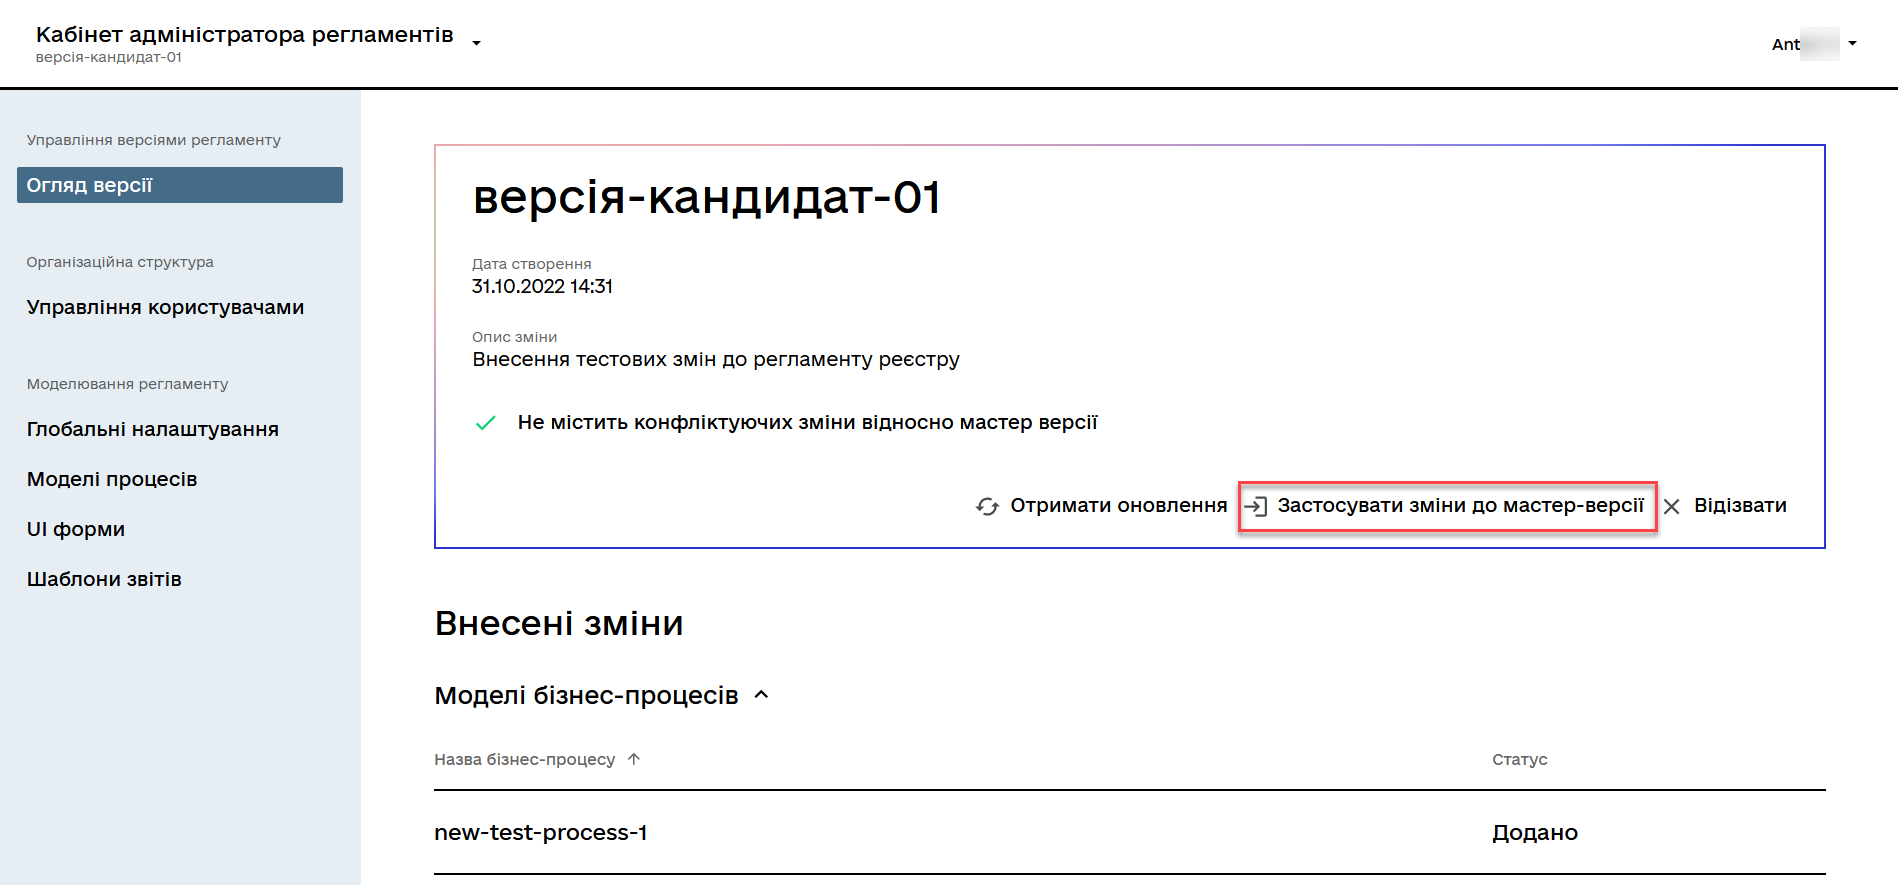 Кабінет адміністратора регламентів
версія-кандидат-01
Ant
Управління версіями регламенту
Огляд версії
Організаційна структура
Управління користувачами
Моделювання регламенту
Глобальні налаштування
Моделі процесів
UI форми
Шаблони звітів
версія-кандидат-01
Дата створення
31.10.2022 14:31
Опис зміни
Внесення тестових змін до регламенту реєстру
Не містить конфліктуючих зміни відносно мастер версії
Отримати оновлення
Застосувати зміни до мастер-версії
Відізвати
Внесені зміни
Моделі бізнес-процесів
Назва бізнес-процесу
Статус
new-test-process-1
Додано